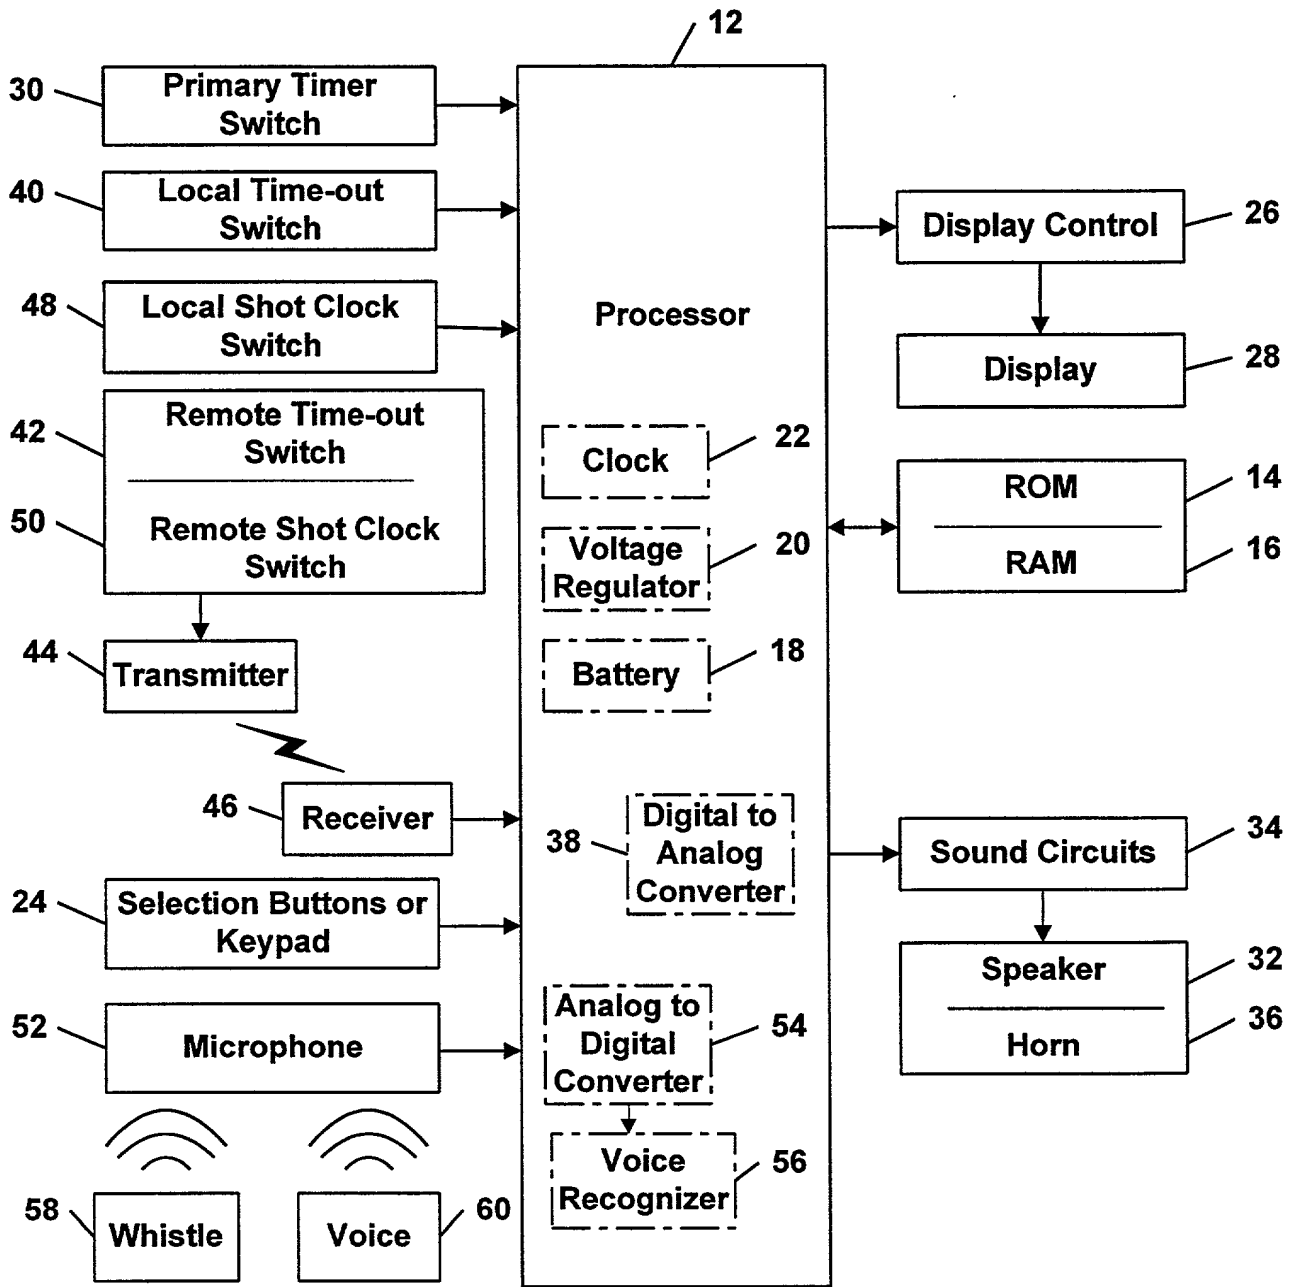 12
30
Primary Timer
Switch
40
Local Time-out
Switch
48
Local Shot Clock
Switch
42
Remote Time-out
Switch
50
Remote Shot Clock
Switch
44
Transmitter
46
Receiver
24
Selection Buttons or
Keypad
52
Microphone
58
Whistle
Voice
60
Processor
Clock
22
Voltage
Regulator
20
Battery
18
38
Digital to
Analog
Converter
Analog to
Digital
Converter
54
Voice
Recognizer
56
Display Control
26
Display
28
ROM
14
RAM
16
Sound Circuits
34
Speaker
32
Horn
36